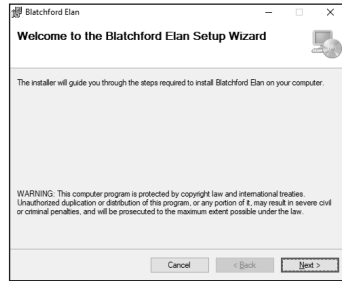 Blatchford Elan
Welcome to the Blatchford Elan Setup Wizard
The installer will guide you through the steps required to install Blatchford Elan on your computer.
WARNING: This computer program is protected by copyright law and international treaties.
Unauthorized duplication or distribution of this program, or any portion of it, may result in severe civil
or criminal penalties, and will be prosecuted to the maximum extent possible under the law.
Cancel < Back Next >